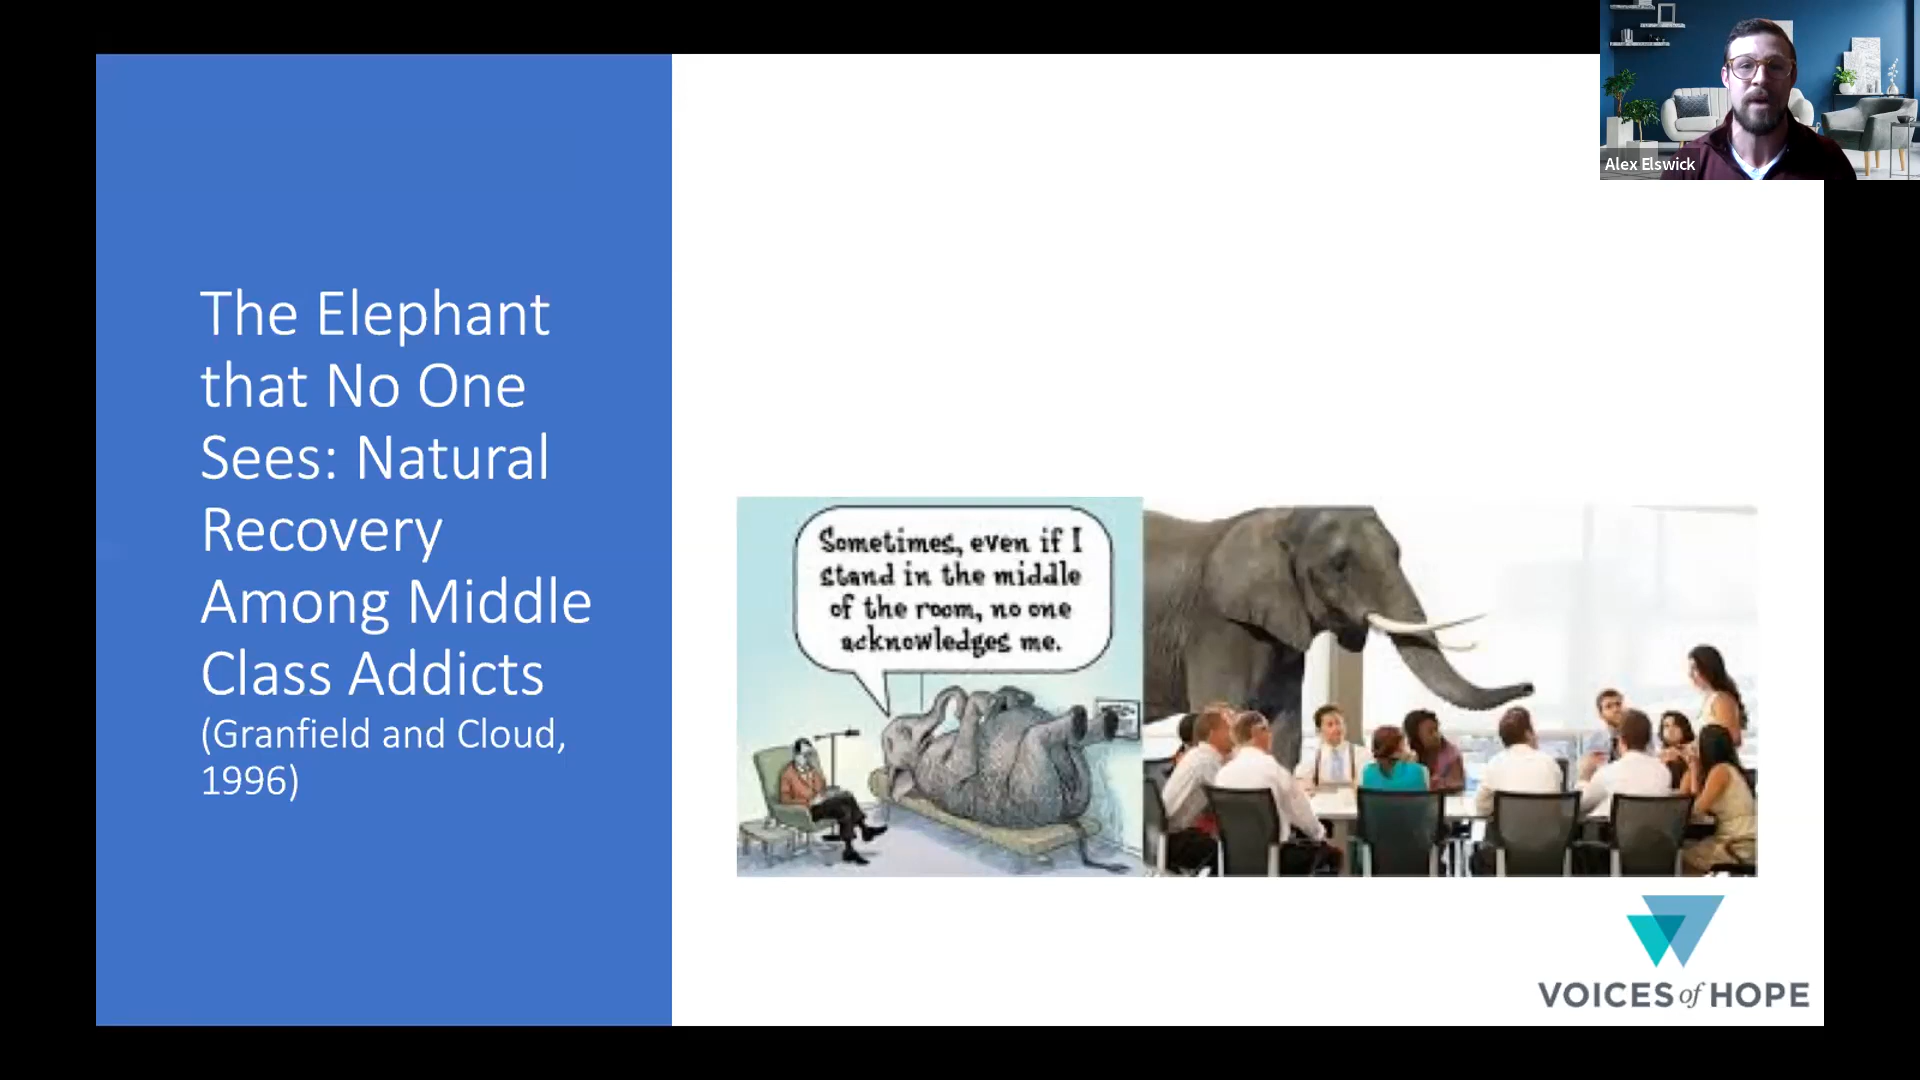 Alex Elswick
The Elephant
that No One
Sees: Natural
Recovery
Among Middle
Class Addicts
(Granfield and Cloud,
1996)
Sometimes, even if I
stand in the middle
of the room, no one
acknowledges me.
VOICES of HOPE